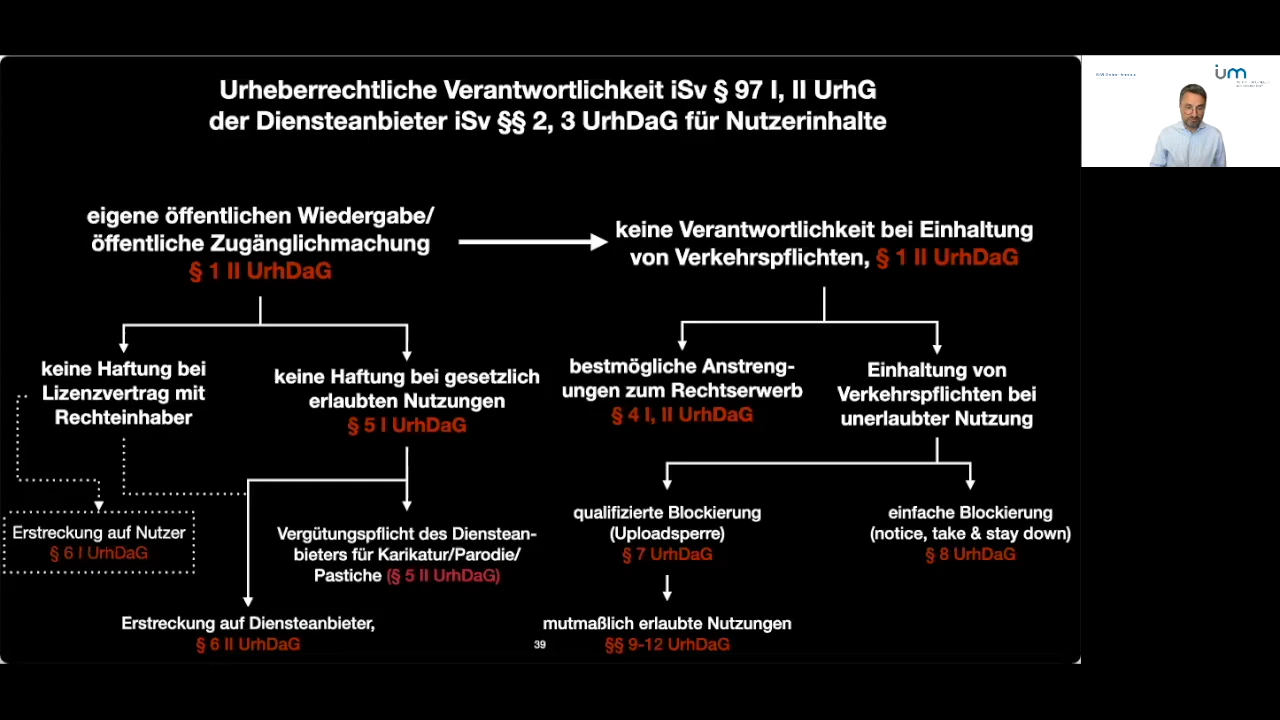 Urheberrechtliche Verantwortlichkeit iSv § 97 I, II UrhG
der Diensteanbieter iSv §§ 2, 3 UrhDaG für Nutzerinhalte
eigene öffentlichen Wiedergabe/
öffentliche Zugänglichmachung
§ 1 II UrhDaG
keine Verantwortlichkeit bei Einhaltung
von Verkehrspflichten, § 1 II UrhDaG
keine Haftung bei
Lizenzvertrag mit
Rechteinhaber
keine Haftung bei gesetzlich
erlaubten Nutzungen
§ 5 I UrhDaG
bestmögliche Anstreng-
ungen zum Rechtserwerb
§ 4 I, II UrhDaG
Einhaltung von
Verkehrspflichten bei
unerlaubter Nutzung
Erstreckung auf Nutzer
§ 6 I UrhDaG
Vergütungspflicht des Dienstean-
bieters für Karikatur/Parodie/
Pastiche (§ 5 II UrhDaG)
qualifizierte Blockierung
(Uploadsperre)
§ 7 UrhDaG
einfache Blockierung
(notice, take & stay down)
§ 8 UrhDaG
Erstreckung auf Diensteanbieter,
§ 6 II UrhDaG
mutmaßlich erlaubte Nutzungen
§§ 9-12 UrhDaG
39
ium